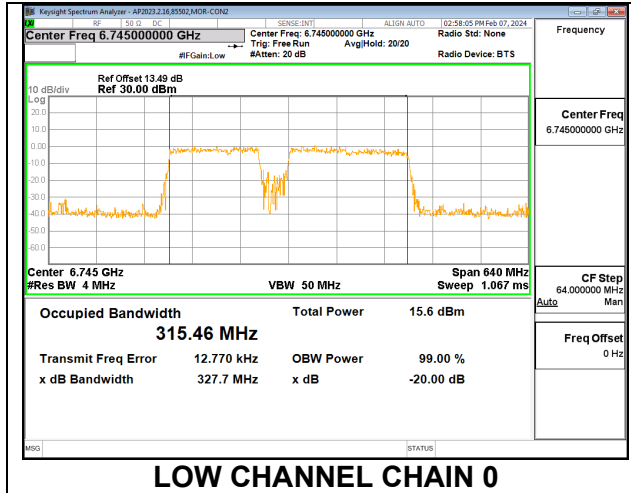 Keysight Spectrum Analyzer - AP2023.2.16,85502,MOR-CON2
RF 50 Ω DC SENSE:INT ALIGN AUTO 02:58:05 PM Feb 07, 2024
Center Freq 6.745000000 GHz
Center Freq: 6.745000000 GHz
Radio Std: None
Trig: Free Run Avg|Hold: 20/20
#IFGain:Low #Atten: 20 dB Radio Device: BTS
Frequency
Ref Offset 13.49 dB
10 dB/div Ref 30.00 dBm
Log
20.0
10.0
0.00
-10.0
-20.0
-30.0
-40.0
-50.0
-60.0
Center Freq
6.745000000 GHz
Center 6.745 GHz Span 640 MHz
#Res BW 4 MHz VBW 50 MHz Sweep 1.067 ms
CF Step
64.000000 MHz
Auto Man
Occupied Bandwidth Total Power 15.6 dBm
315.46 MHz
Freq Offset
0 Hz
Transmit Freq Error 12.770 kHz OBW Power 99.00 %
x dB Bandwidth 327.7 MHz x dB -20.00 dB
MSG STATUS
LOW CHANNEL CHAIN 0